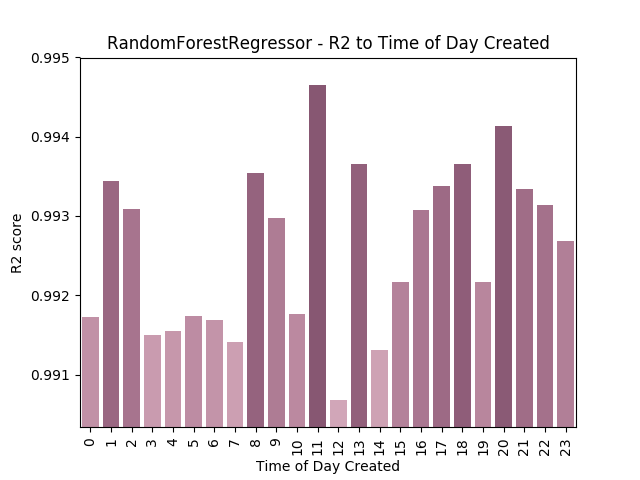 RandomForestRegressor - R2 to Time of Day Created
R2 score
0.995
0.994
0.993
0.992
0.991
0 1 2 3 4 5 6 7 8 9 10 11 12 13 14 15 16 17 18 19 20 21 22 23
Time of Day Created